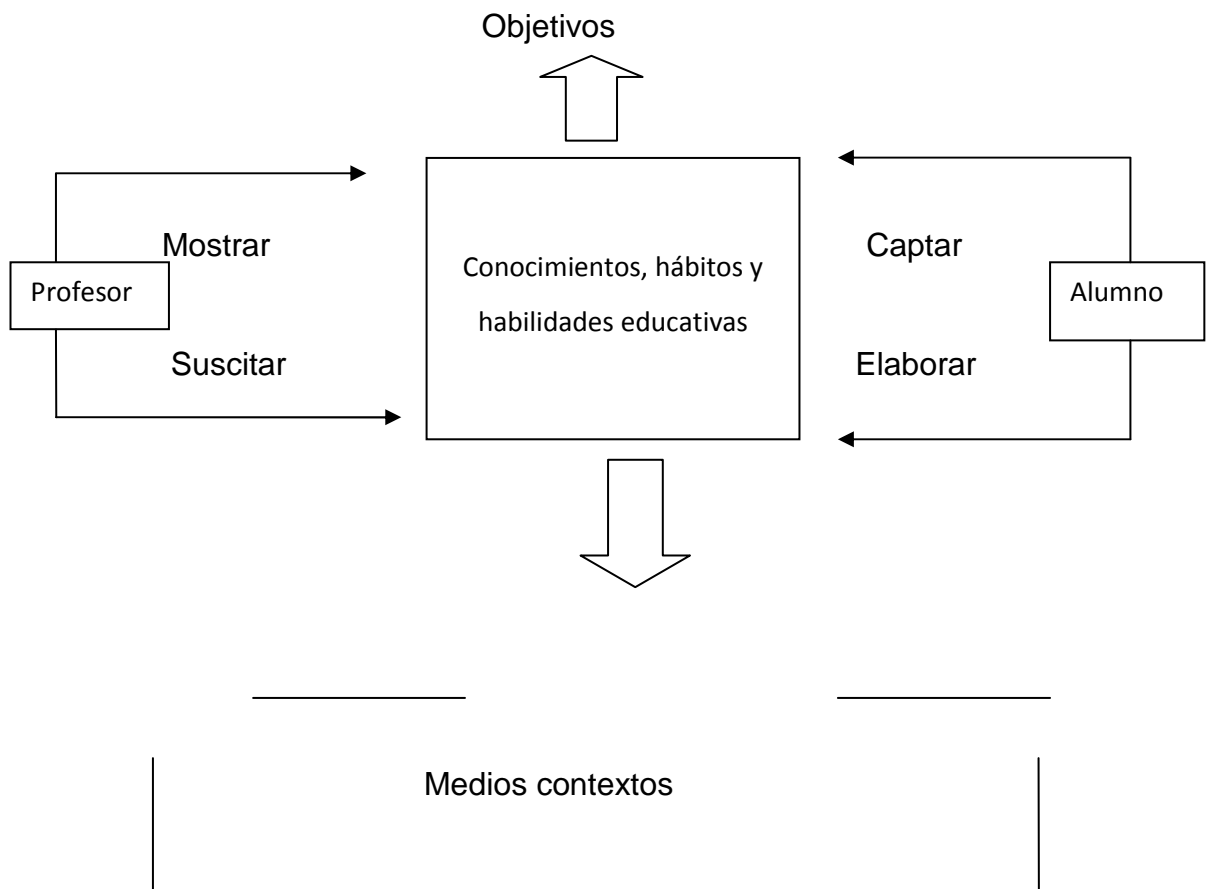 Objetivos
Mostrar
Captar
Conocimientos, hábitos y
habilidades educativas
Profesor
Alumno
Suscitar
Elaborar
Medios contextos